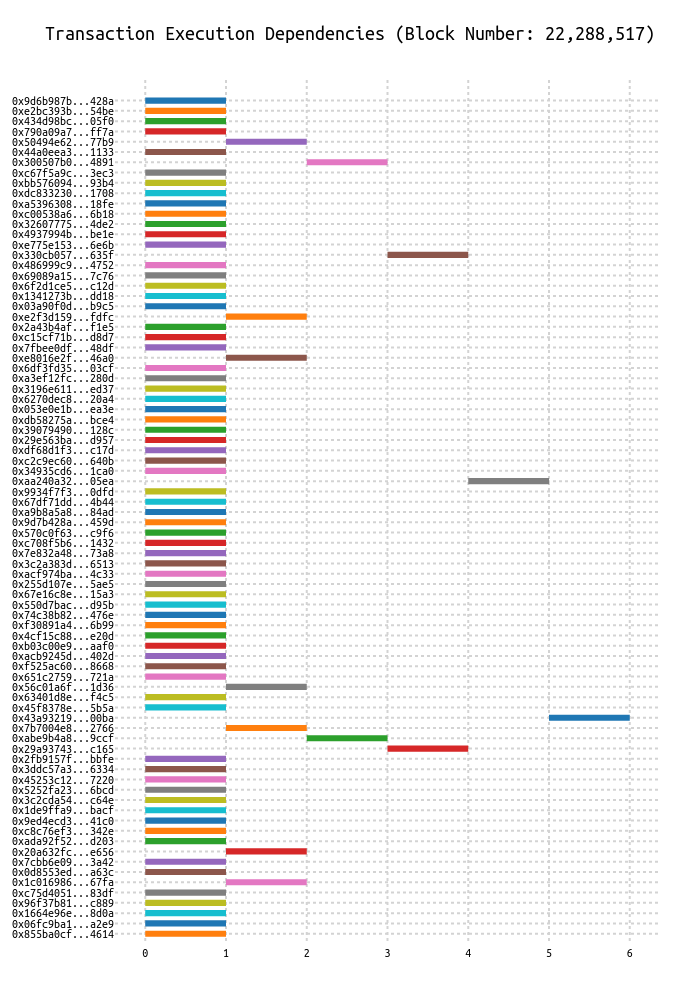 Transaction Execution Dependencies (Block Number: 22,288,517)
0x9d6b987b...428a
0xe2bc393b...54be
0x434d98bc...05f0
0x790a09a7...ff7a
0x50494e62...77b9
0x44a0eea3...1133
0x300507b0...4891
0xc67f5a9c...3ec3
0xbb576094...93b4
0xdc833230...1708
0xa5396308...18fe
0xc00538a6...6b18
0x32607775...4de2
0x4937994b...be1e
0xe775e153...6e6b
0x330cb057...635f
0x486999c9...4752
0x69089a15...7c76
0x6f2d1ce5...c12d
0x1341273b...dd18
0x03a90f0d...b9c5
0xe2f3d159...fdfc
0x2a43b4af...f1e5
0xc15cf71b...d8d7
0x7fbee0df...48df
0xe8016e2f...46a0
0x6df3fd35...03cf
0xa3ef12fc...280d
0x3196e611...ed37
0x6270dec8...20a4
0x053e0e1b...ea3e
0xdb58275a...bce4
0x39079490...128c
0x29e563ba...d957
0xdf68d1f3...c17d
0xc2c9ec60...640b
0x34935cd6...1ca0
0xaa240a32...05ea
0x9934f7f3...0dfd
0x67df71dd...4b44
0xa9b8a5a8...84ad
0x9d7b428a...459d
0x570c0f63...c9f6
0xc708f5b6...1432
0x7e832a48...73a8
0x3c2a383d...6513
0xacf974ba...4c33
0x255d107e...5ae5
0x67e16c8e...15a3
0x550d7bac...d95b
0x74c38b82...476e
0xf30891a4...6b99
0x4cf15c88...e20d
0xb03c00e9...aaf0
0xacb9245d...402d
0xf525ac60...8668
0x651c2759...721a
0x56c01a6f...1d36
0x63401d8e...f4c5
0x45f8378e...5b5a
0x43a93219...00ba
0x7b7004e8...2766
0xabe9b4a8...9ccf
0x29a93743...c165
0x2fb9157f...bbfe
0x3ddc57a3...6334
0x45253c12...7220
0x5252fa23...6bcd
0x3c2cda54...c64e
0x1de9ffa9...bacf
0x9ed4ecd3...41c0
0xc8c76ef3...342e
0xada92f52...d203
0x20a632fc...e656
0x7cbb6e09...3a42
0x0d8553ed...a63c
0x1c016986...67fa
0xc75d4051...83df
0x96f37b81...c889
0x1664e96e...8d0a
0x06fc9ba1...a2e9
0x855ba0cf...4614
0 1 2 3 4 5 6